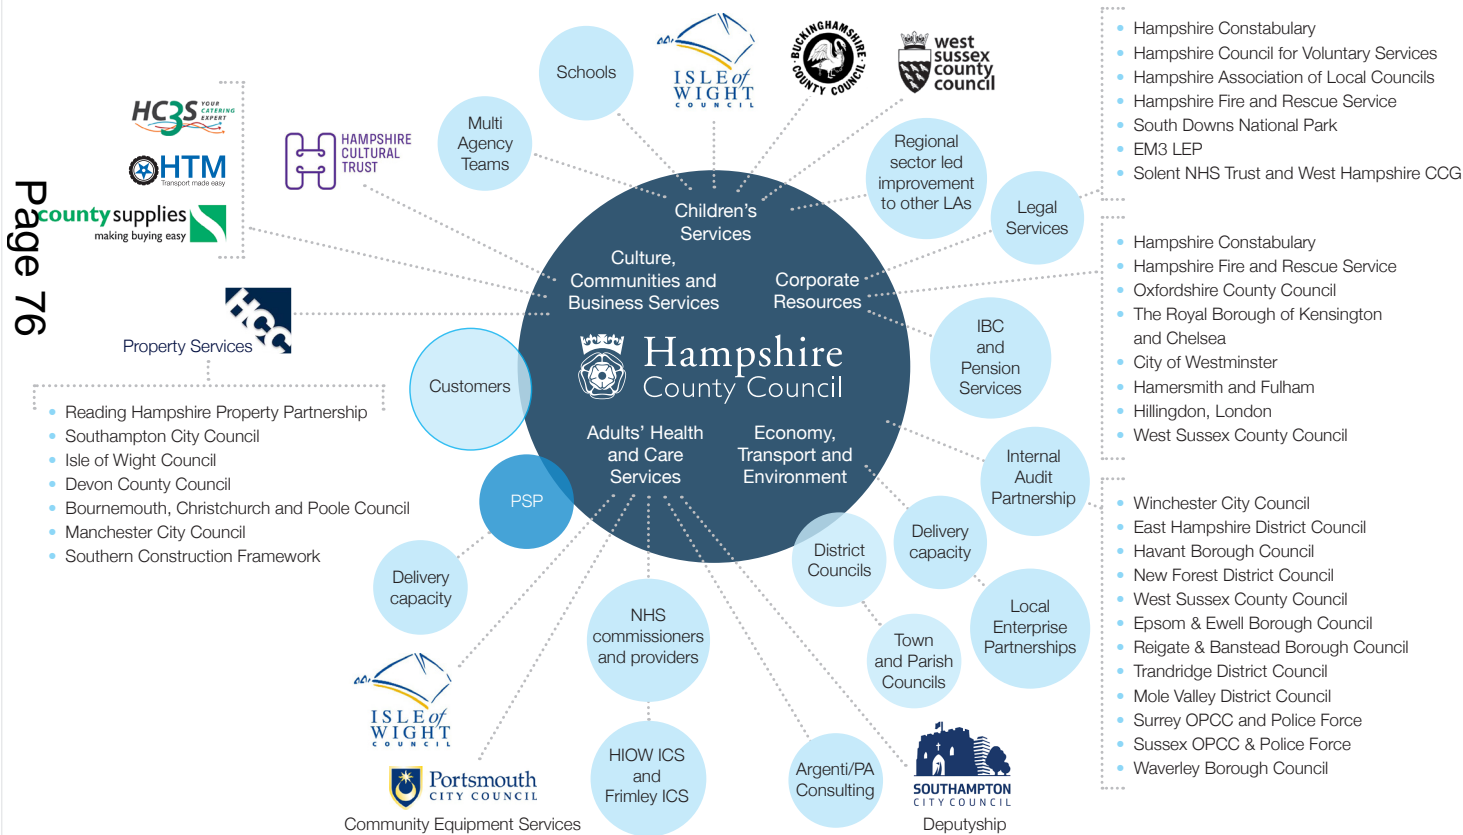 Page 76
HC3S YOUR CATERING EXPERT
HTM
Transport made easy
county supplies
making buying easy
HAMPSHIRE
CULTURAL
TRUST
Multi
Agency
Teams
Schools
ISLE of
WIGHT
COUNCIL
BUCKINGHAMSHIRE
COUNTY COUNCIL
west
sussex
county
council
Regional
sector led
improvement
to other LAs
Legal
Services
Hampshire Constabulary
Hampshire Council for Voluntary Services
Hampshire Association of Local Councils
Hampshire Fire and Rescue Service
South Downs National Park
EM3 LEP
Solent NHS Trust and West Hampshire CCG
Children's
Services
Culture,
Communities and
Business Services
Corporate
Resources
Hampshire
County Council
Adults' Health
and Care
Services
Economy,
Transport and
Environment
HCC
Property Services
Reading Hampshire Property Partnership
Southampton City Council
Isle of Wight Council
Devon County Council
Bournemouth, Christchurch and Poole Council
Manchester City Council
Southern Construction Framework
Customers
PSP
Delivery
capacity
IBC
and
Pension
Services
Hampshire Constabulary
Hampshire Fire and Rescue Service
Oxfordshire County Council
The Royal Borough of Kensington
and Chelsea
City of Westminster
Hamersmith and Fulham
Hillingdon, London
West Sussex County Council
Internal
Audit
Partnership
Winchester City Council
East Hampshire District Council
Havant Borough Council
New Forest District Council
West Sussex County Council
Epsom & Ewell Borough Council
Reigate & Banstead Borough Council
Trandridge District Council
Mole Valley District Council
Surrey OPCC and Police Force
Sussex OPCC & Police Force
Waverley Borough Council
District
Councils
Delivery
capacity
Town
and Parish
Councils
Local
Enterprise
Partnerships
NHS
commissioners
and providers
HIOW ICS
and
Frimley ICS
ISLE of
WIGHT
COUNCIL
Portsmouth
CITY COUNCIL
Community Equipment Services
Argenti/PA
Consulting
SOUTHAMPTON
CITY COUNCIL
Deputyship